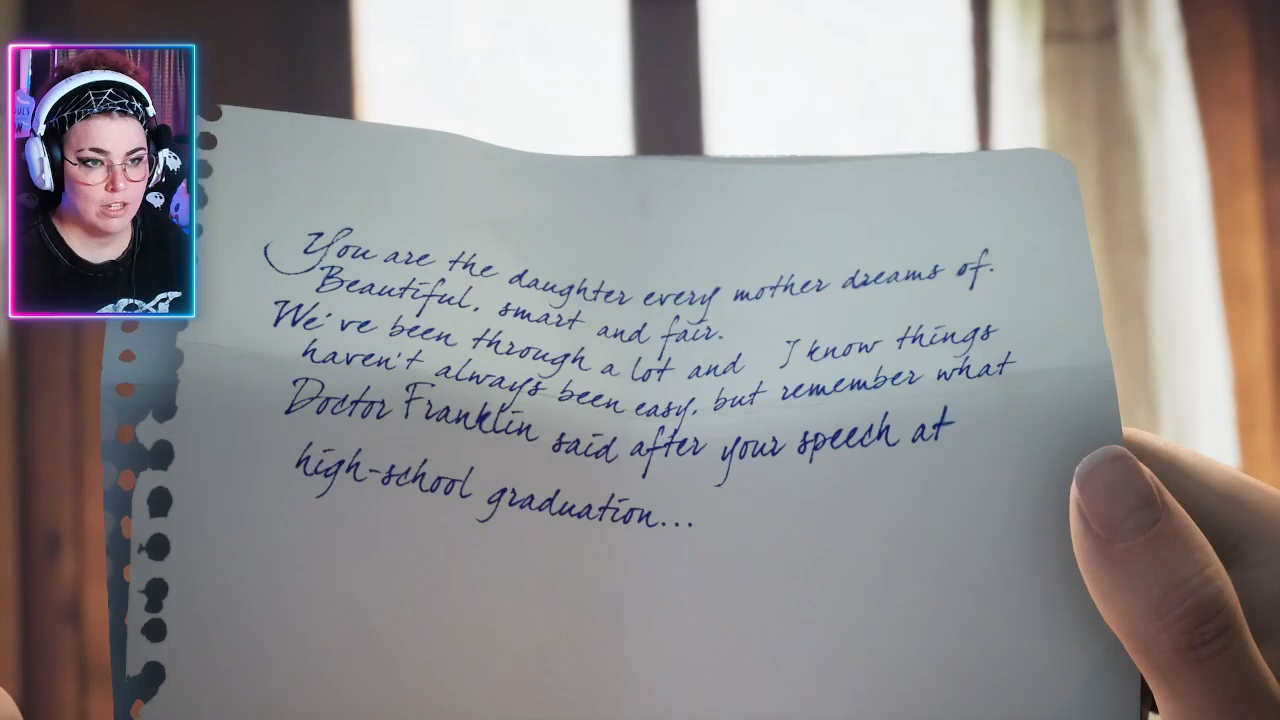 You are the daughter every mother dreams of.
Beautiful, smart and fair.
We've been through a lot and I know things
haven't always been easy, but remember what
Doctor Franklin said after your speech at
high-school graduation...